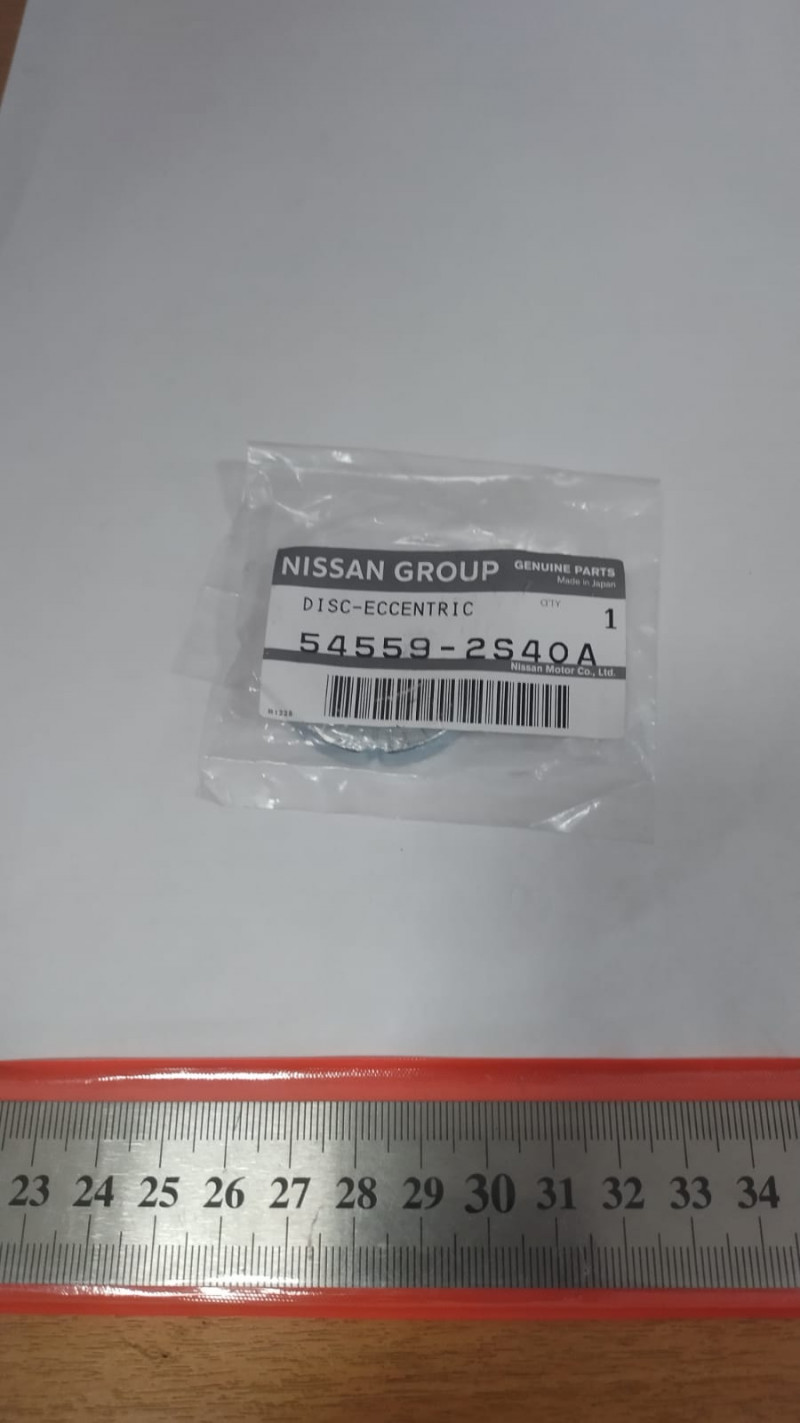 NISSAN GROUP GENUINE PARTS
Made in Japan
DISC-ECCENTRIC Q'TY 1
54559-2S40A
Nissan Motor Co., Ltd.
23 24 25 26 27 28 29 30 31 32 33 34